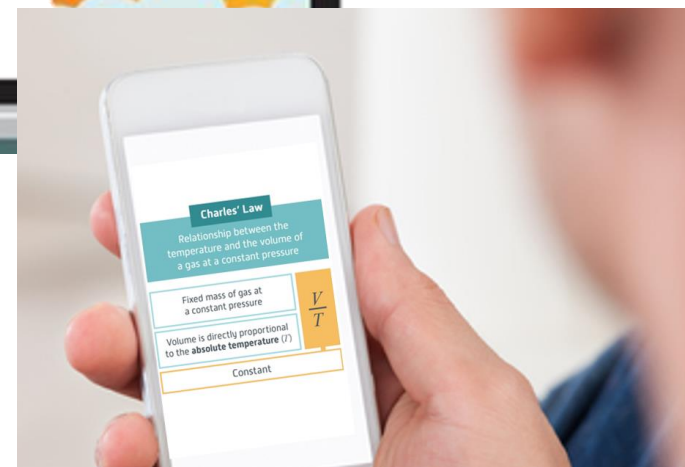 Charles' Law
Relationship between the
temperature and the volume of
a gas at a constant pressure
Fixed mass of gas at
a constant pressure
V
T
Volume is directly proportional
to the absolute temperature (T)
Constant